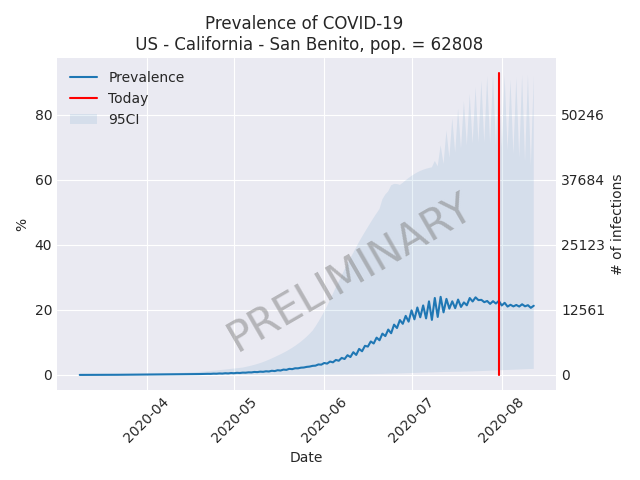 Prevalence of COVID-19
US - California - San Benito, pop. = 62808
Prevalence
Today
95CI
80
60
40
20
0
50246
37684
25123
12561
0
%
# of infections
PRELIMINARY
2020-04
2020-05
2020-06
2020-07
2020-08
Date